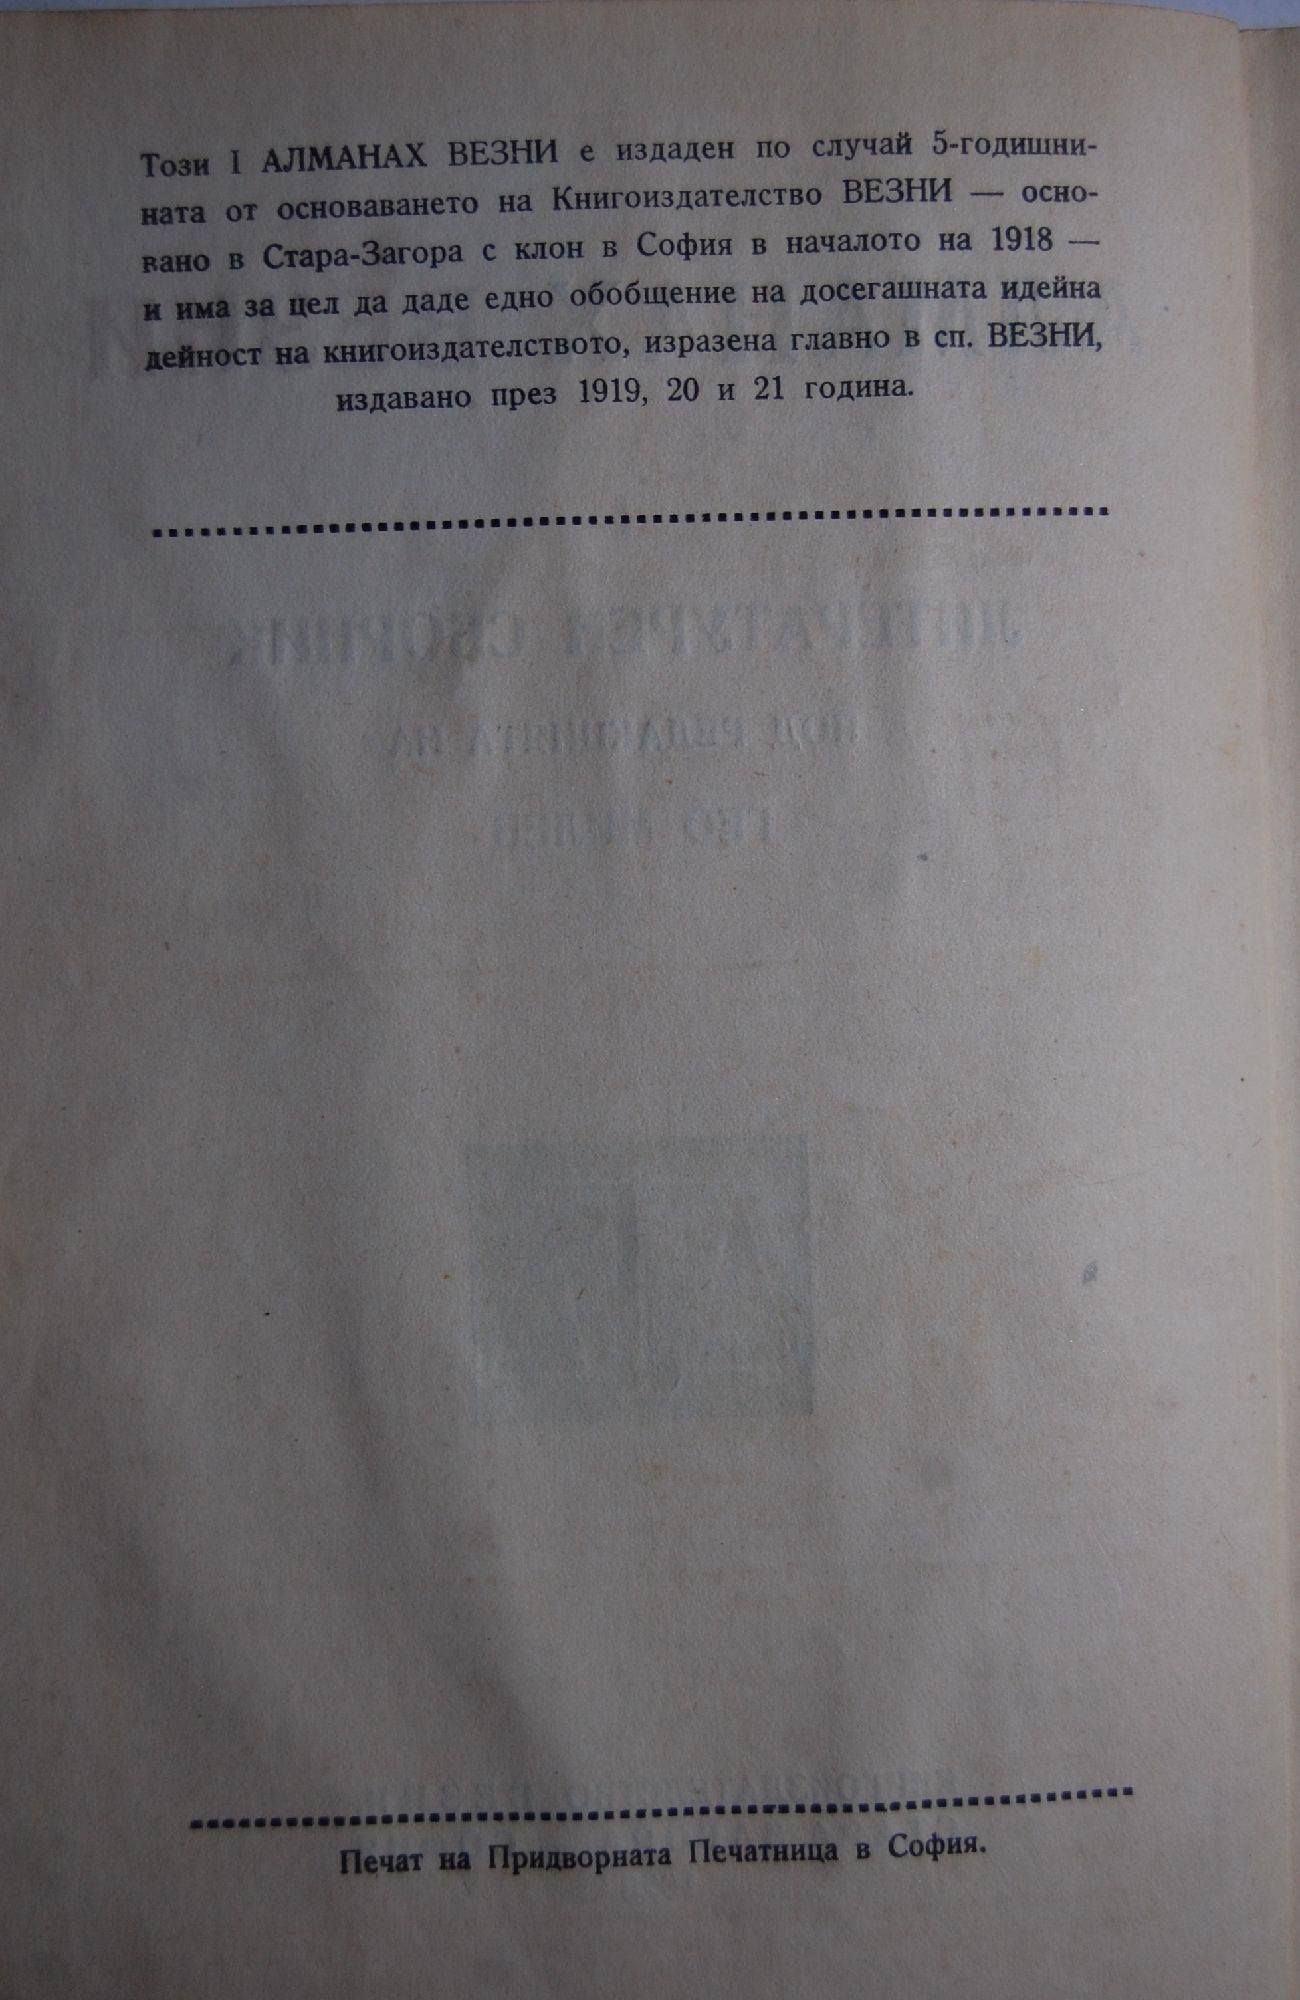 Този I АЛМАНАХ ВЕЗНИ е издаден по случай 5-годишни-
ната от основаването на Книгоиздателство ВЕЗНИ — осно-
вано в Стара-Загора с клон в София в началото на 1918 —
и има за цел да даде едно обобщение на досегашната идейна
дейност на книгоиздателството, изразена главно в сп. ВЕЗНИ,
издавано през 1919, 20 и 21 година.
Печат на Придворната Печатница в София.